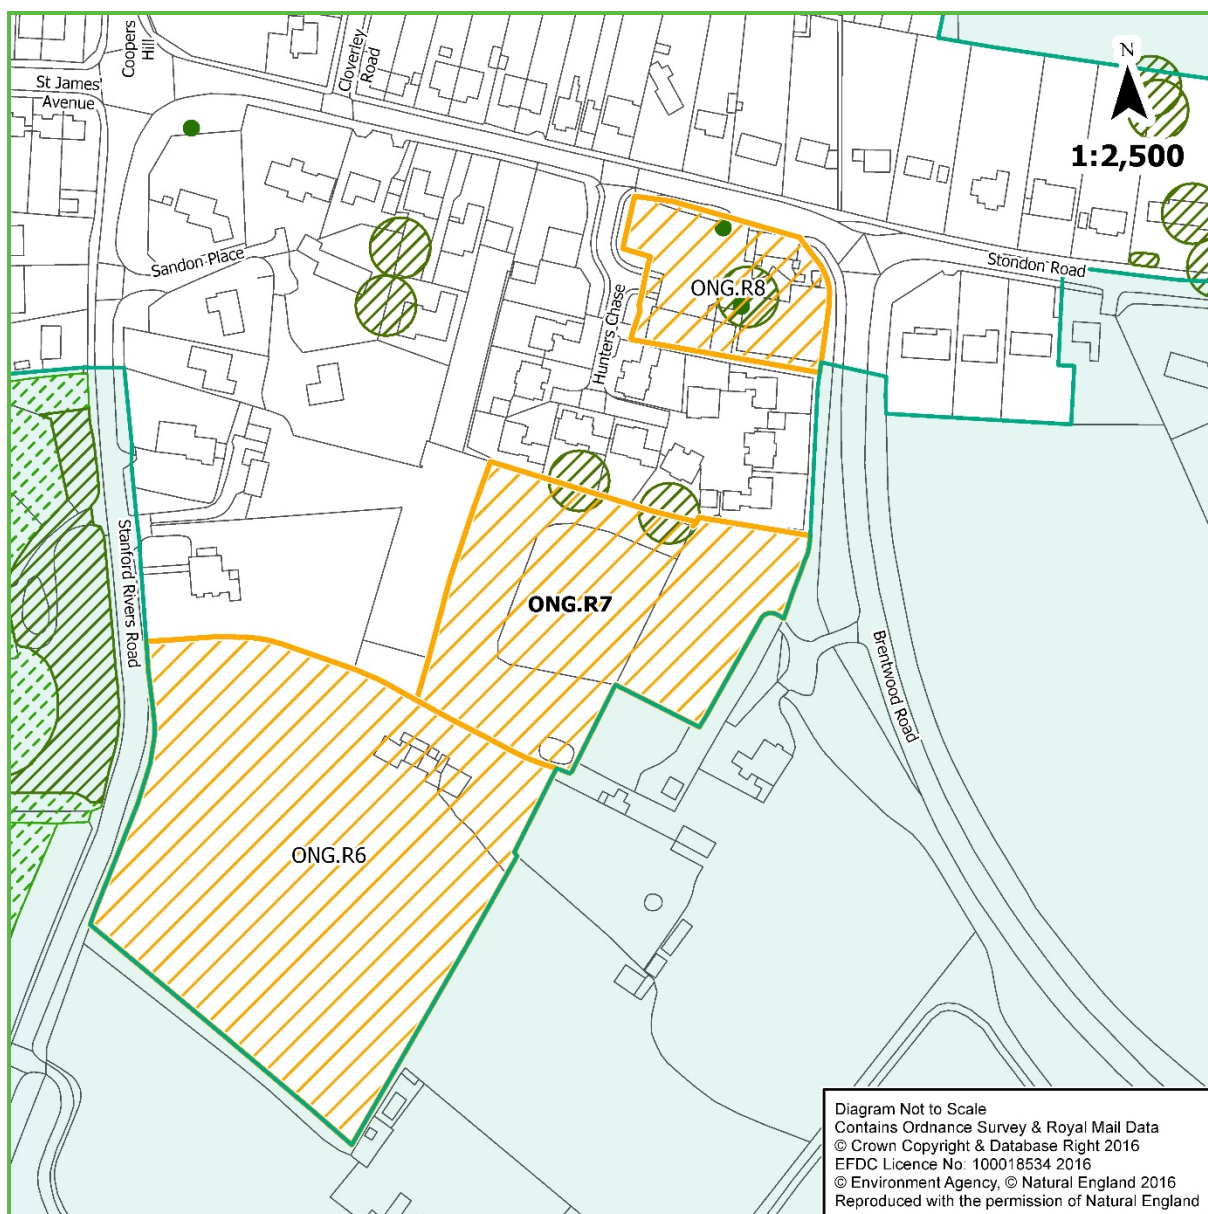 Coopers
Hill
Cloverley
Road
St James
Avenue
N
1:2,500
Sandon Place
Hunters Chase
ONG.R8
Stondon Road
Stanford Rivers Road
ONG.R7
Brentwood Road
ONG.R6
Diagram Not to Scale
Contains Ordnance Survey & Royal Mail Data
© Crown Copyright & Database Right 2016
EFDC Licence No: 100018534 2016
© Environment Agency, © Natural England 2016
Reproduced with the permission of Natural England